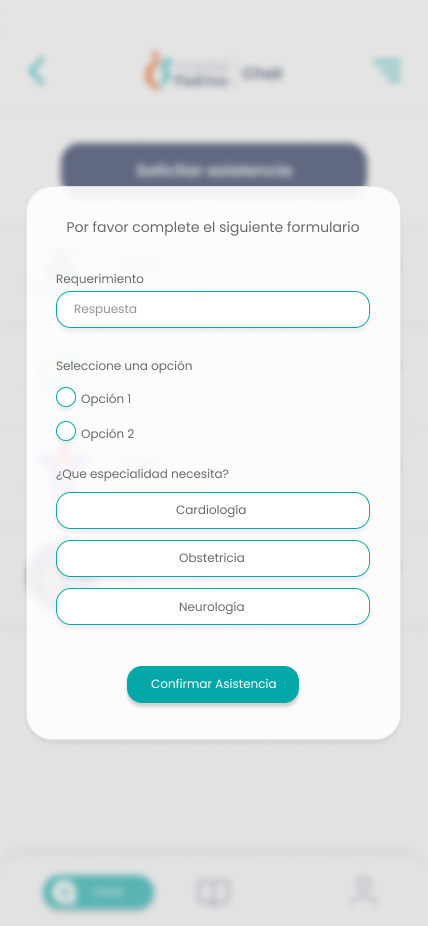 Chat
Solicitar asistencia
Por favor complete el siguiente formulario
Requerimiento
Respuesta
Seleccione una opción
Opción 1
Opción 2
¿Que especialidad necesita?
Cardiología
Obstetricia
Neurología
Confirmar Asistencia
Chat